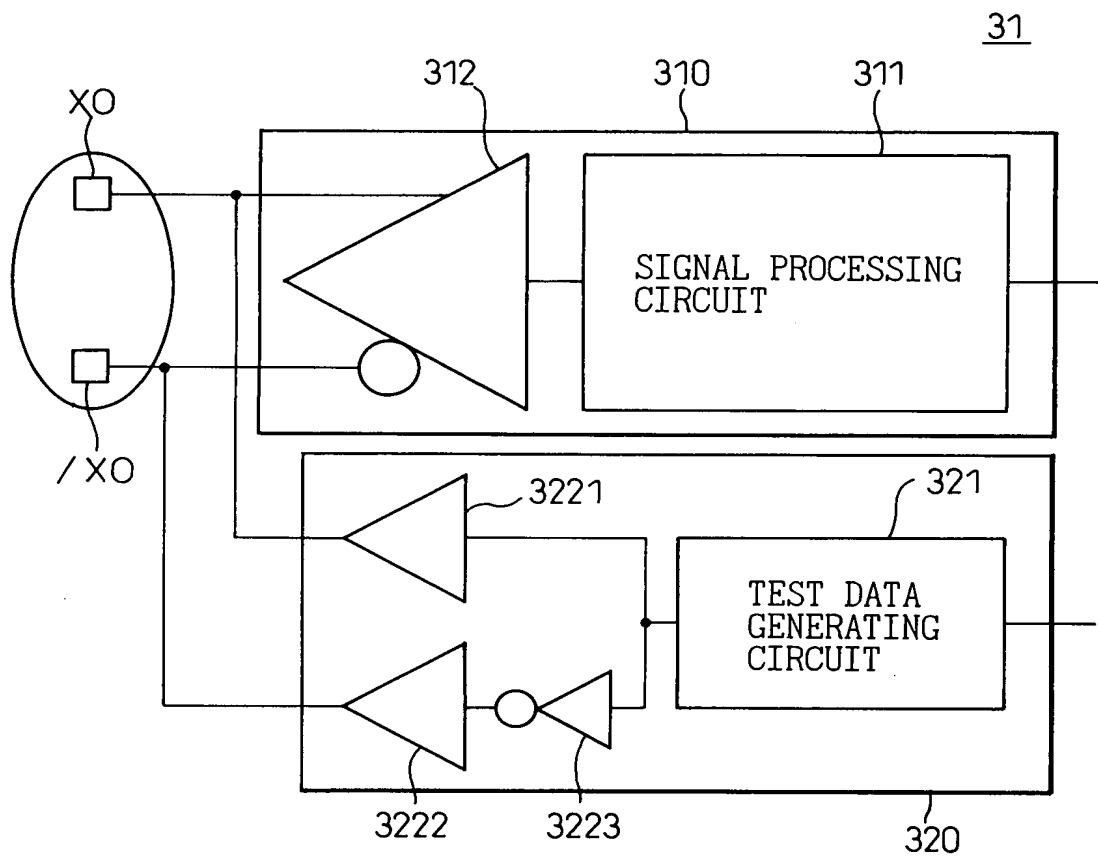 31
312
310
311
XO
SIGNAL PROCESSING
CIRCUIT
/XO
3221
321
TEST DATA
GENERATING
CIRCUIT
3222
3223
320